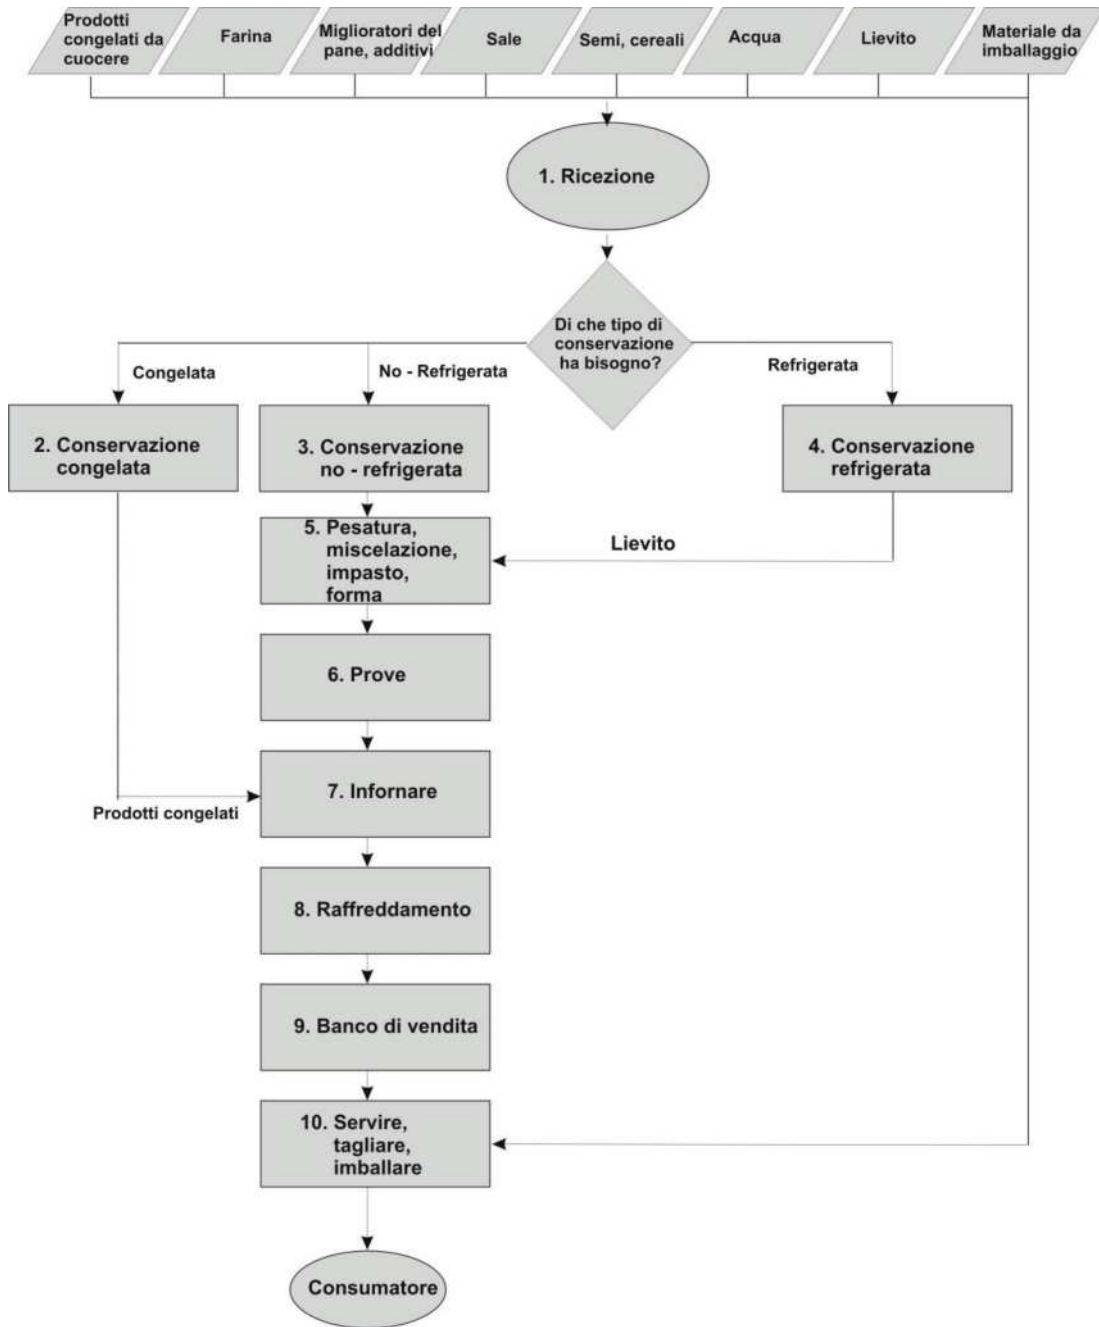 Prodotti
congelati da
cuocere
Farina
Miglioratori del
pane, additivi
Sale
Semi, cereali
Acqua
Lievito
Materiale da
imballaggio
1. Ricezione
Di che tipo di
conservazione
ha bisogno?
Congelata
No - Refrigerata
Refrigerata
2. Conservazione
congelata
3. Conservazione
no - refrigerata
4. Conservazione
refrigerata
5. Pesatura,
miscelazione,
impasto,
forma
Lievito
6. Prove
7. Infornare
Prodotti congelati
8. Raffreddamento
9. Banco di vendita
10. Servire,
tagliare,
imballare
Consumatore